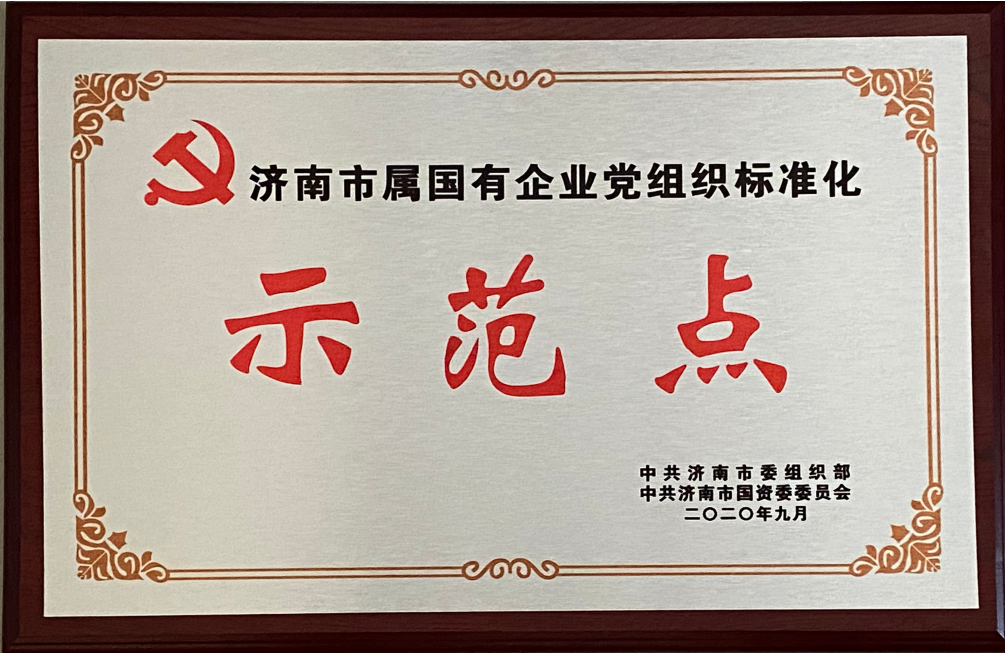 济南市属国有企业党组织标准化
示范点
中共济南市委组织部
中共济南市国资委委员会
二〇二〇年九月